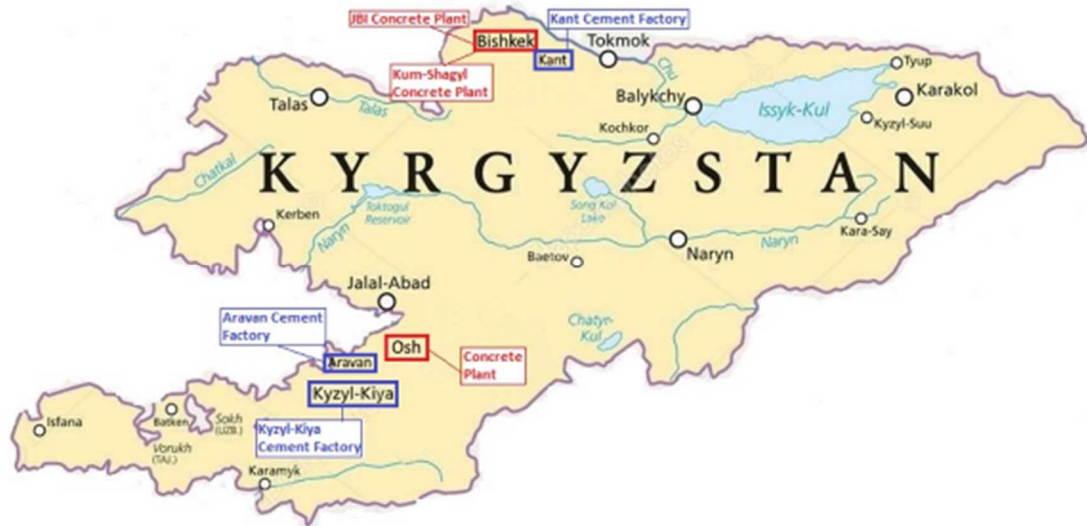 JBI Concrete Plant
Kant Cement Factory
Bishkek
Tokmok
Kant
Kum-Shagyl
Concrete Plant
Chu
Tyup
Talas
Talas
Balykchy
Issyk-Kul
Karakol
Kochkor
Kyzyl-Suu
Chatkal
KYRGYZSTAN
Toktogul
Reservoir
Song Kol
Lake
Kerben
Naryn
Kara-Say
Naryn
Naryn
Baetov
Jalal-Abad
Aravan Cement
Factory
Chatyr-
Kul
Osh
Concrete
Plant
Aravan
Kyzyl-Kiya
Isfana
Batken
Sokh
(UZB.)
Kyzyl-Kiya
Cement Factory
Vorukh
(TAJ.)
Karamyk